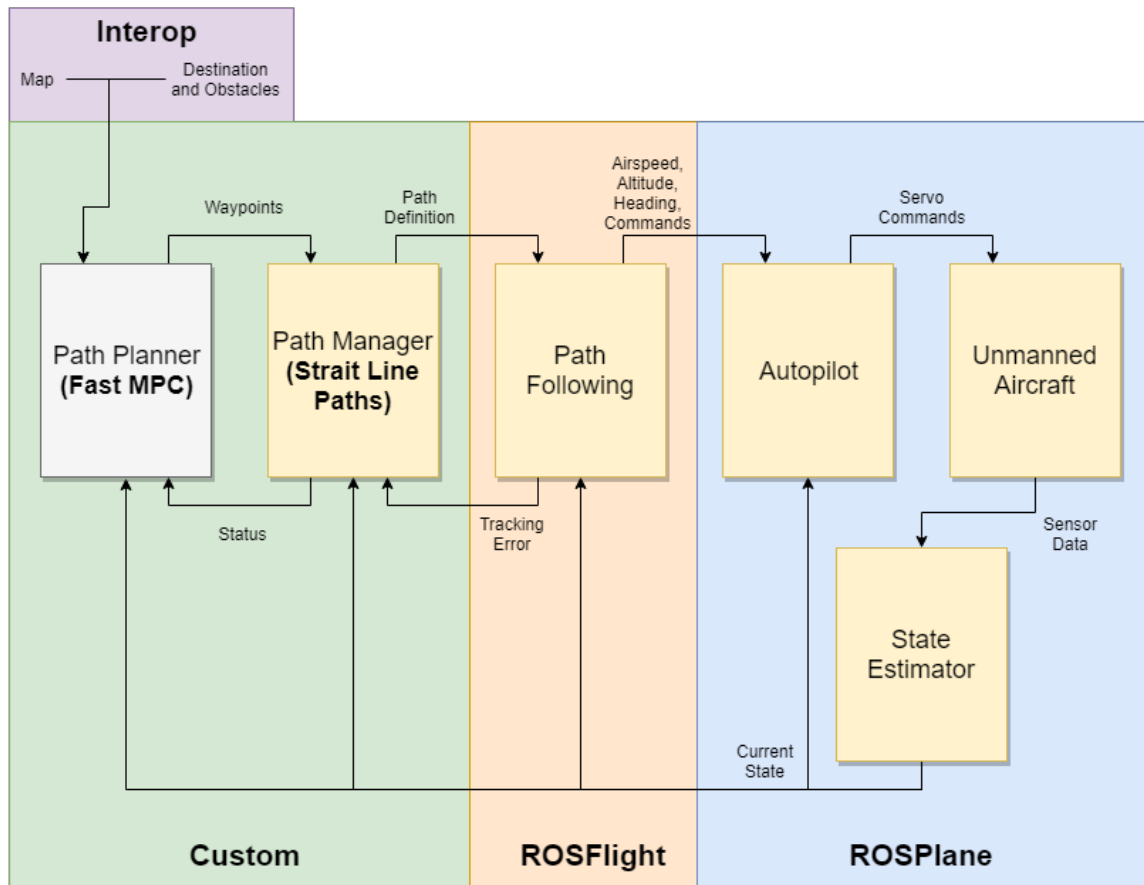 Interop
Map
Destination
and Obstacles
Waypoints
Path
Definition
Airspeed,
Altitude,
Heading,
Commands
Servo
Commands
Path Planner
(Fast MPC)
Path Manager
(Strait Line
Paths)
Path
Following
Autopilot
Unmanned
Aircraft
Status
Tracking
Error
Sensor
Data
State
Estimator
Current
State
Custom
ROSFlight
ROSPlane